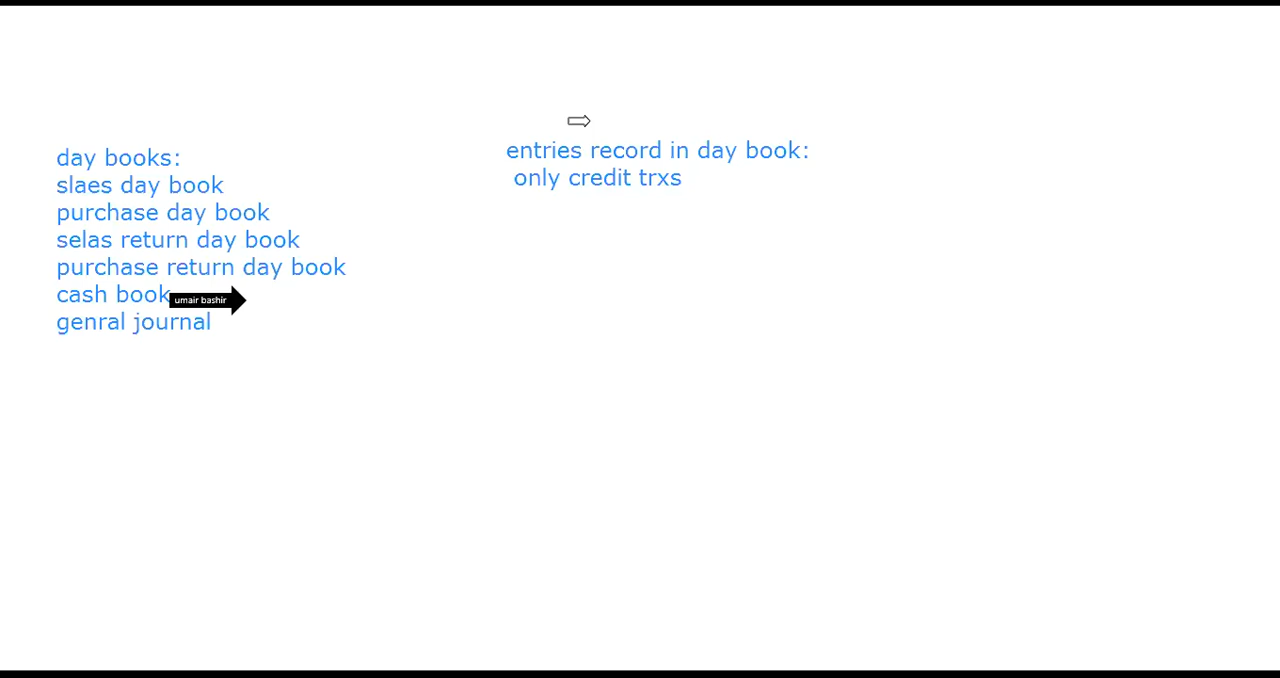 day books:
slaes day book
purchase day book
selas return day book
purchase return day book
cash book
umair bashir
genral journal
entries record in day book:
only credit trxs